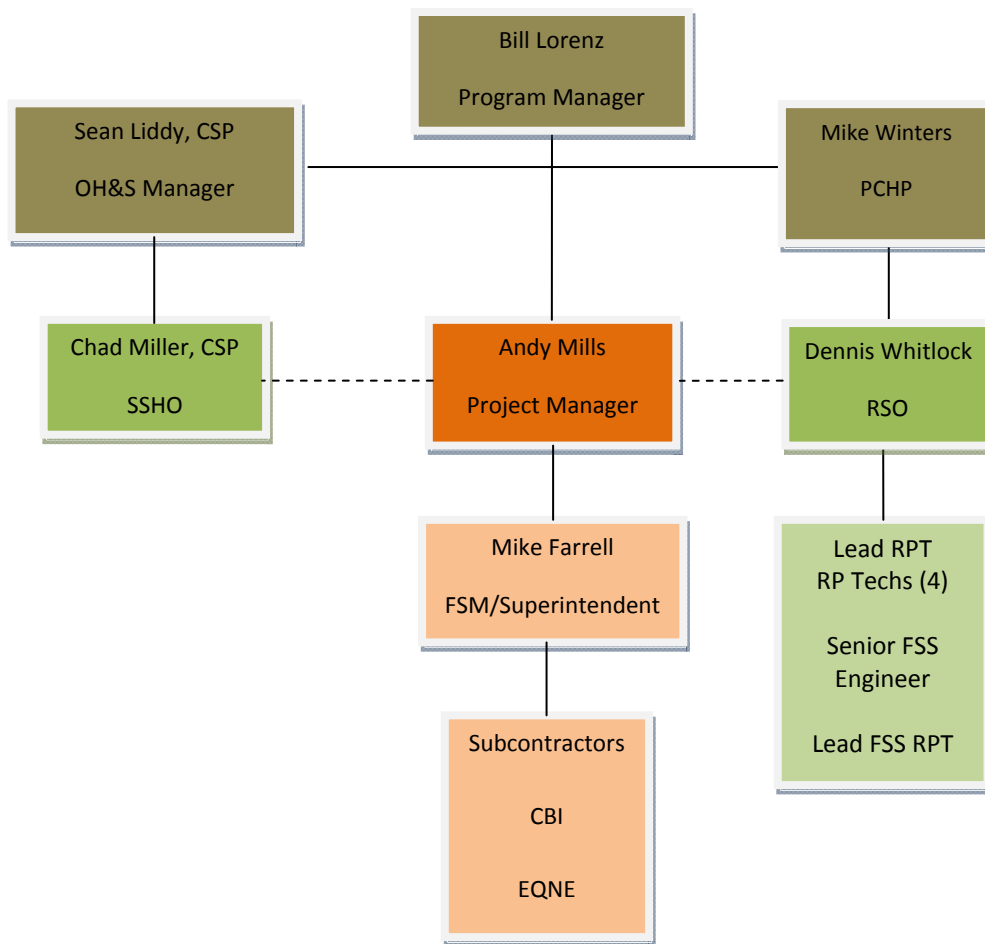 Bill Lorenz
Program Manager
Sean Liddy, CSP
OH&S Manager
Mike Winters
PCHP
Chad Miller, CSP
SSHO
Andy Mills
Project Manager
Dennis Whitlock
RSO
Mike Farrell
FSM/Superintendent
Lead RPT
RP Techs (4)
Senior FSS
Engineer
Lead FSS RPT
Subcontractors
CBI
EQNE